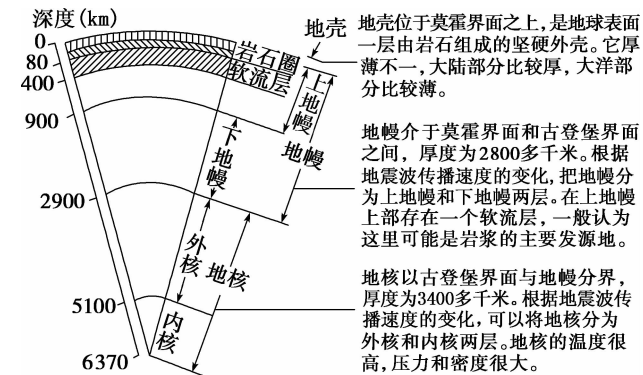 深度(km)
0
80
400
900
2900
5100
6370
岩石圈
软流层
地壳
上地幔
下地幔
地幔
外核
地核
内核
地壳位于莫霍界面之上，是地球表面
一层由岩石组成的坚硬外壳。它厚
薄不一，大陆部分比较厚，大洋部
分比较薄。
地幔介于莫霍界面和古登堡界面
之间，厚度为2800多千米。根据
地震波传播速度的变化，把地幔分
为上地幔和下地幔两层。在上地幔
上部存在一个软流层，一般认为
这里可能是岩浆的主要发源地。
地核以古登堡界面与地幔分界，
厚度为3400多千米。根据地震波传
播速度的变化，可以将地核分为
外核和内核两层。地核的温度很
高，压力和密度很大。